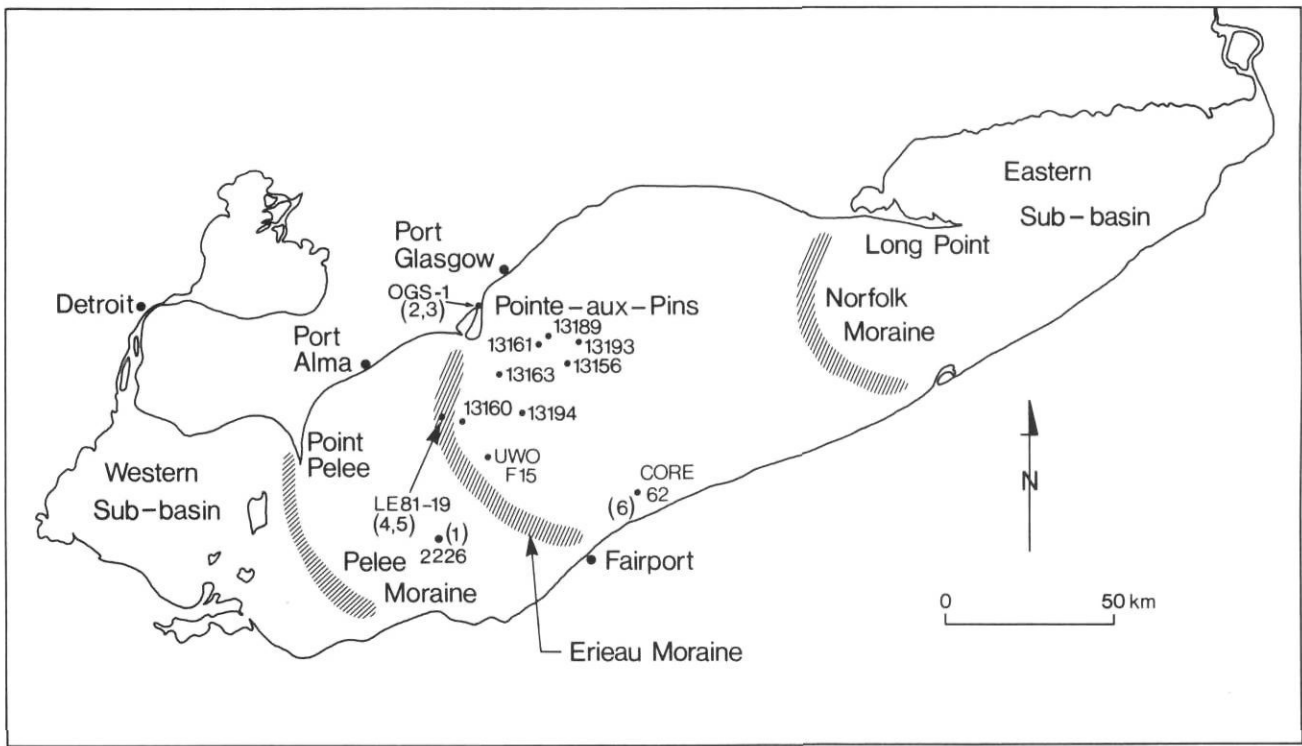 Eastern
Sub-basin
Long Point
Norfolk
Moraine
Port
Glasgow
OGS-1
(2,3)
Pointe-aux-Pins
Detroit
Port
Alma
13189
13161
13193
13156
13163
13160
13194
Point
Pelee
Western
Sub-basin
UWO
F15
LE81-19
(4,5)
CORE
62
(6)
(1)
2226
Pelee
Moraine
Fairport
Erieau Moraine
N
0
50 km